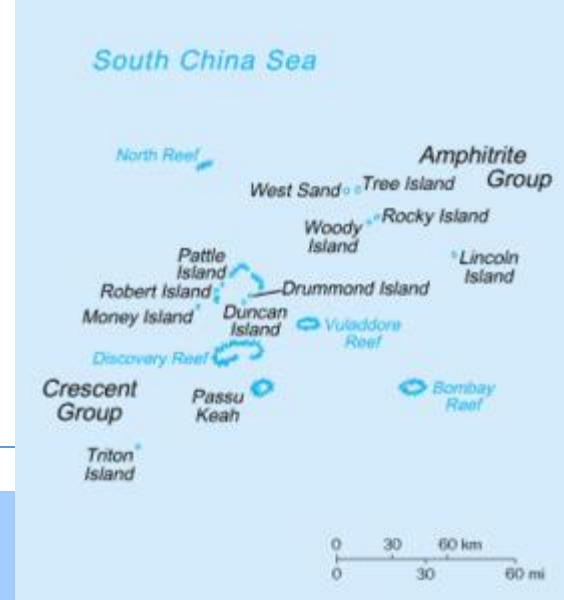 South China Sea
North Reef
Amphitrite
Group
West Sand
Tree Island
Rocky Island
Woody
Island
Lincoln
Island
Pattle
Island
Robert Island
Drummond Island
Money Island
Duncan
Island
Vuladdore
Reef
Discovery Reef
Crescent
Group
Passu
Keah
Bombay
Reef
Triton
Island
0 30 60 km
0 30 60 mi